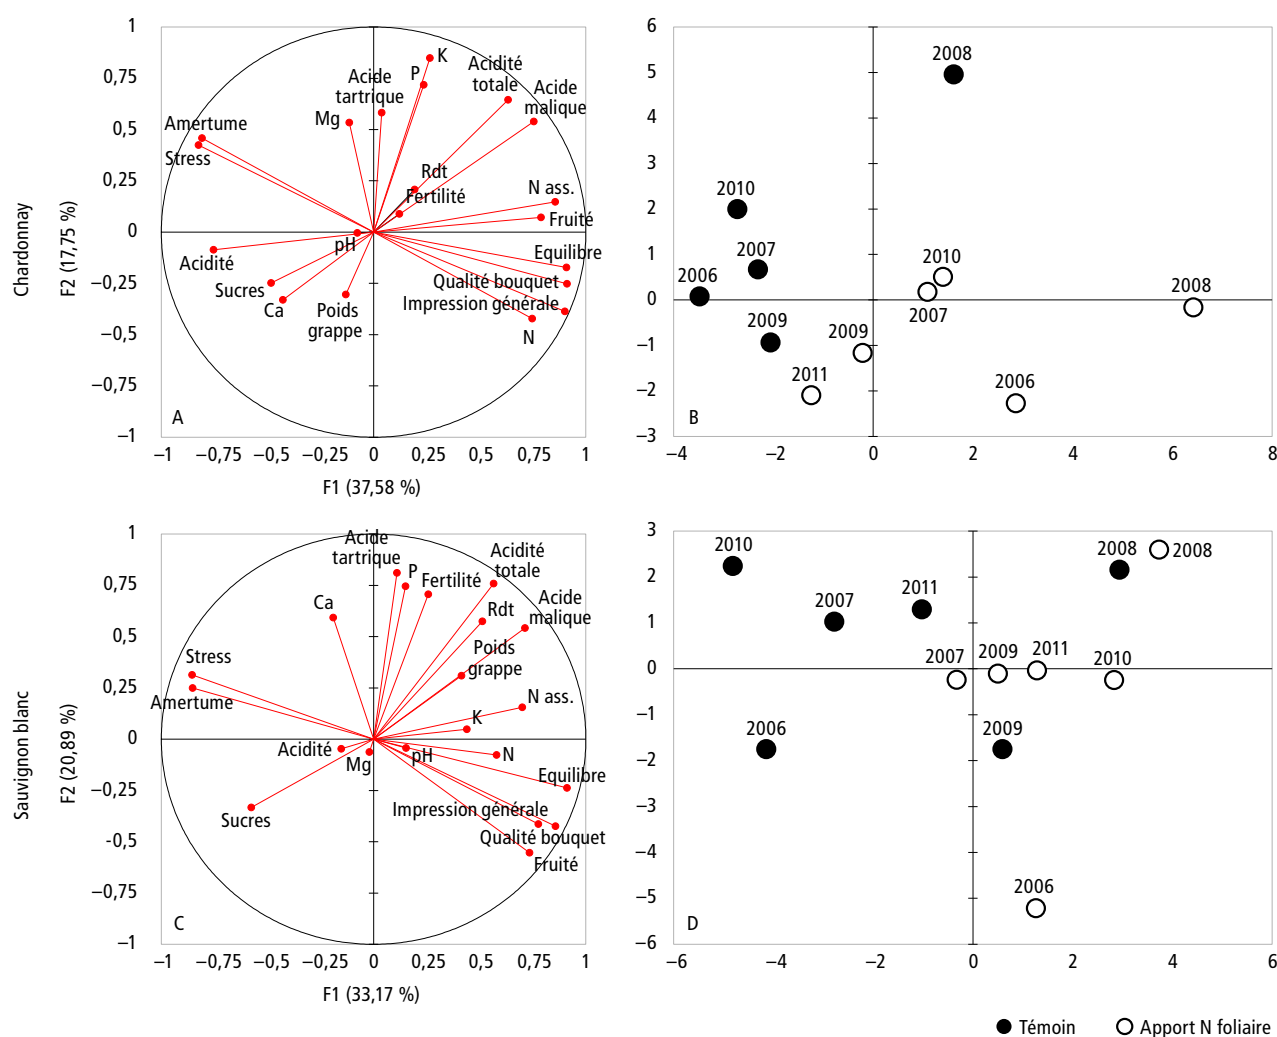 Chardonnay
F2 (17,75 %)
1
0,75
0,5
0,25
0
−0,25
−0,5
−0,75
−1
K
P
Acidité
totale
Acide
tartrique
Acide
malique
Mg
Amertume
Stress
Rdt
Fertilité
N ass.
Fruité
pH
Acidité
Equilibre
Sucres
Qualité bouquet
Ca
Poids
grappe
Impression générale
N
A
−1
−0,75
−0,5
−0,25
0
0,25
0,5
0,75
1
F1 (37,58 %)
6
5
4
3
2
1
0
−1
−2
−3
2008
2010
2007
2006
2010
2008
2007
2009
2009
2011
2006
B
−4
−2
0
2
4
6
8
Sauvignon blanc
F2 (20,89 %)
1
0,75
0,5
0,25
0
−0,25
-0,5
−0,75
−1
Acide
tartrique
P
Fertilité
Acidité
totale
Ca
Rdt
Acide
malique
Stress
Poids
grappe
Amertume
N ass.
K
Acidité
Mg
pH
N
Equilibre
Sucres
Impression générale
Qualité bouquet
Fruité
C
−1
−0,75
−0,5
−0,25
0
0,25
0,5
0,75
1
F1 (33,17 %)
3
2
1
0
−1
−2
−3
−4
−5
−6
2010
2008
2008
2007
2011
2007
2009
2011
2010
2006
2009
2006
D
−6
−4
−2
0
2
4
6
Témoin
Apport N foliaire